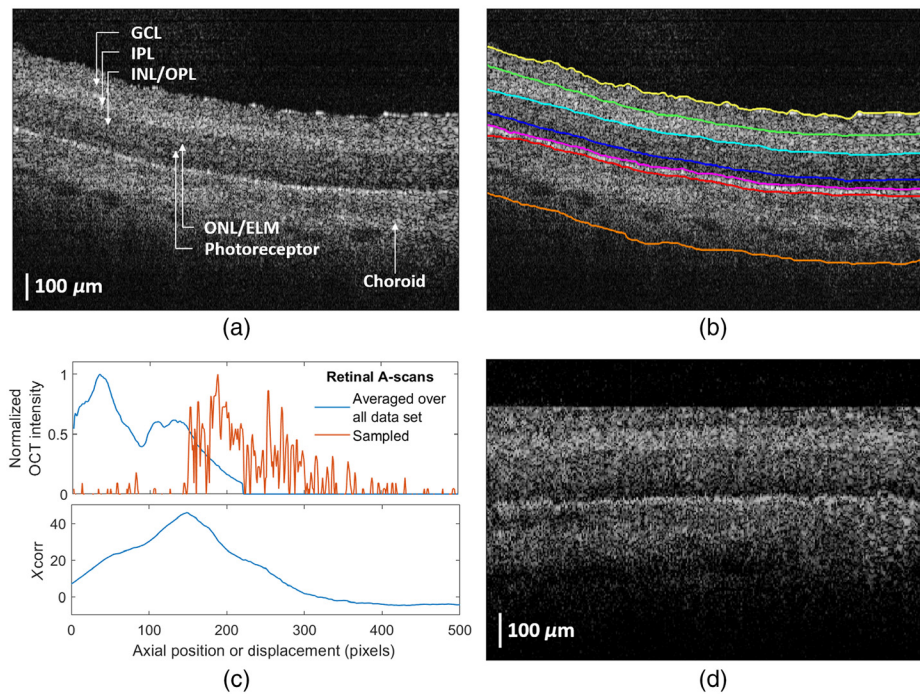 GCL
IPL
INL/OPL
ONL/ELM
Photoreceptor
Choroid
100 μm
(a)
(b)
Normalized
OCT intensity
1
0.5
0
Retinal A-scans
Averaged over
all data set
Sampled
Xcorr
40
20
0
0 100 200 300 400 500
Axial position or displacement (pixels)
(c)
100 μm
(d)